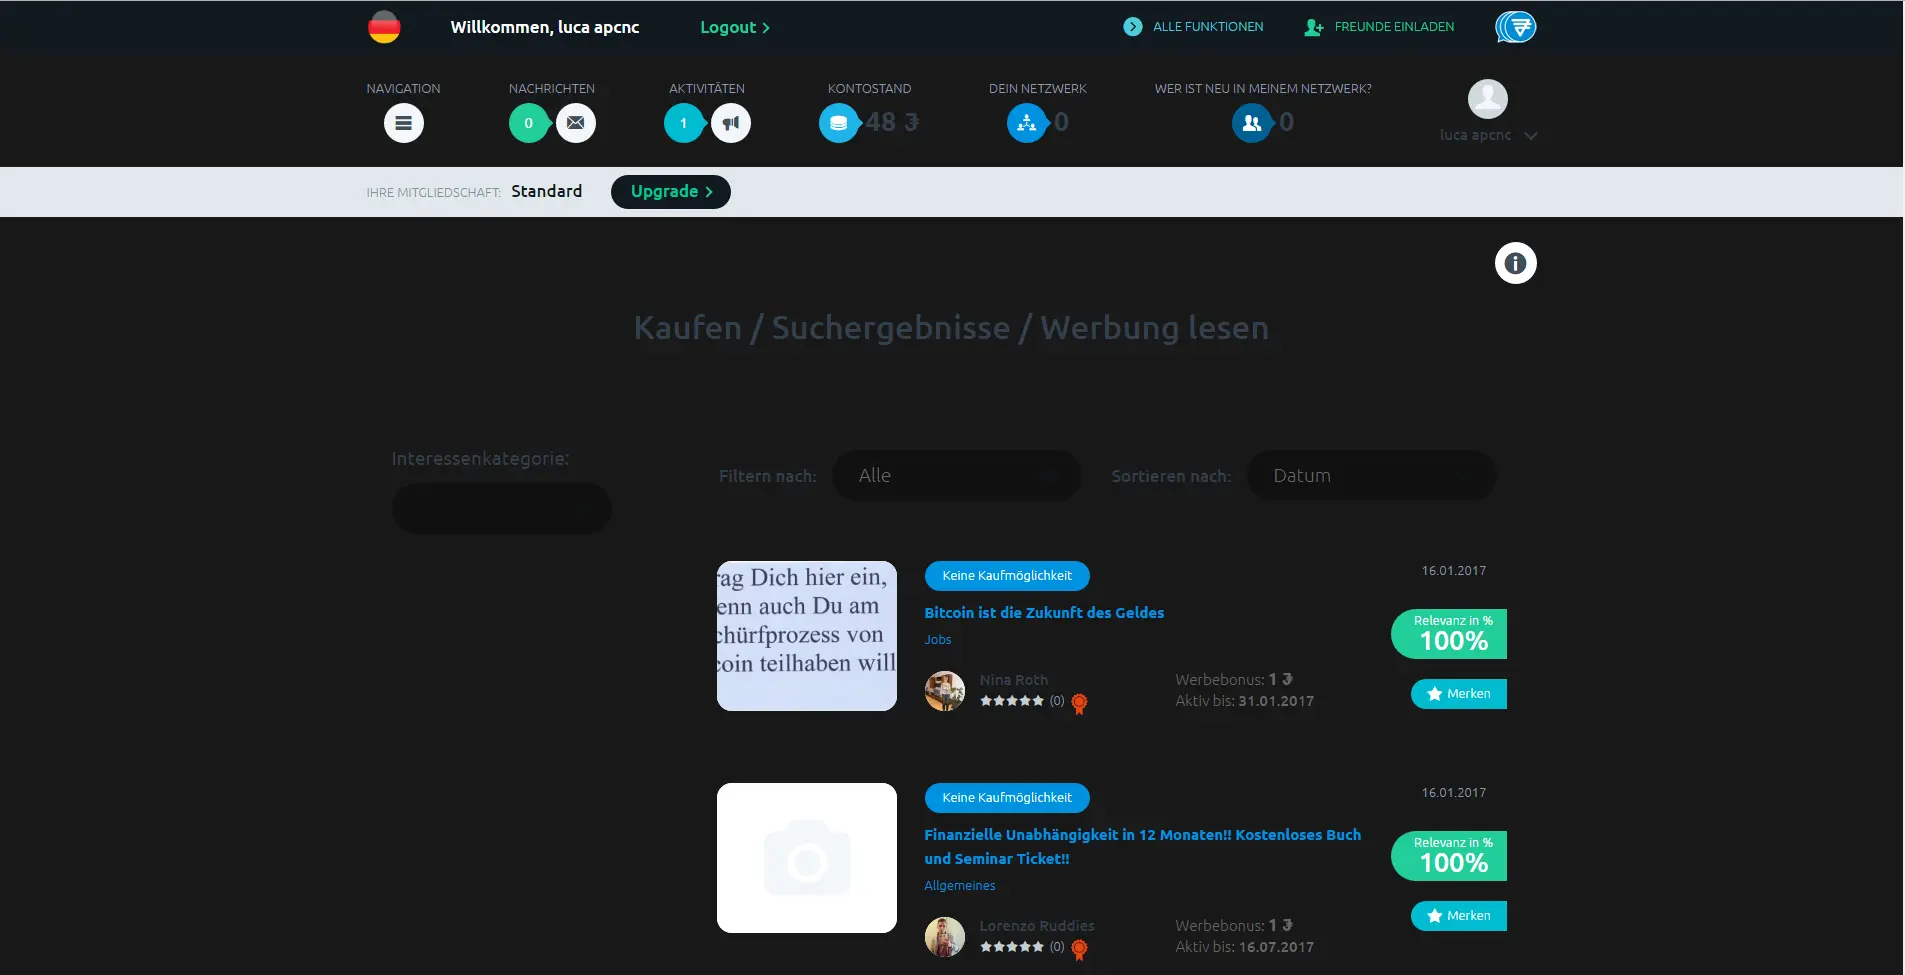 Willkommen, luca apcnc
Logout >
ALLE FUNKTIONEN
FREUNDE EINLADEN
NAVIGATION
NACHRICHTEN
0
AKTIVITÄTEN
1
KONTOSTAND
48
DEIN NETZWERK
0
WER IST NEU IN MEINEM NETZWERK?
0
luca apcnc
IHRE MITGLIEDSCHAFT: Standard
Upgrade >
Kaufen / Suchergebnisse / Werbung lesen
Interessenkategorie:
Filtern nach: Alle
Sortieren nach: Datum
rag Dich hier ein,
enn auch Du am
chürfprozess von
coin teilhaben will
Keine Kaufmöglichkeit
16.01.2017
Bitcoin ist die Zukunft des Geldes
Jobs
Relevanz in %
100%
Nina Roth
(0)
Werbebonus: 1
Aktiv bis: 31.01.2017
Merken
Keine Kaufmöglichkeit
16.01.2017
Finanzielle Unabhängigkeit in 12 Monaten!! Kostenloses Buch
und Seminar Ticket!!
Allgemeines
Relevanz in %
100%
Lorenzo Ruddies
(0)
Werbebonus: 1
Aktiv bis: 16.07.2017
Merken